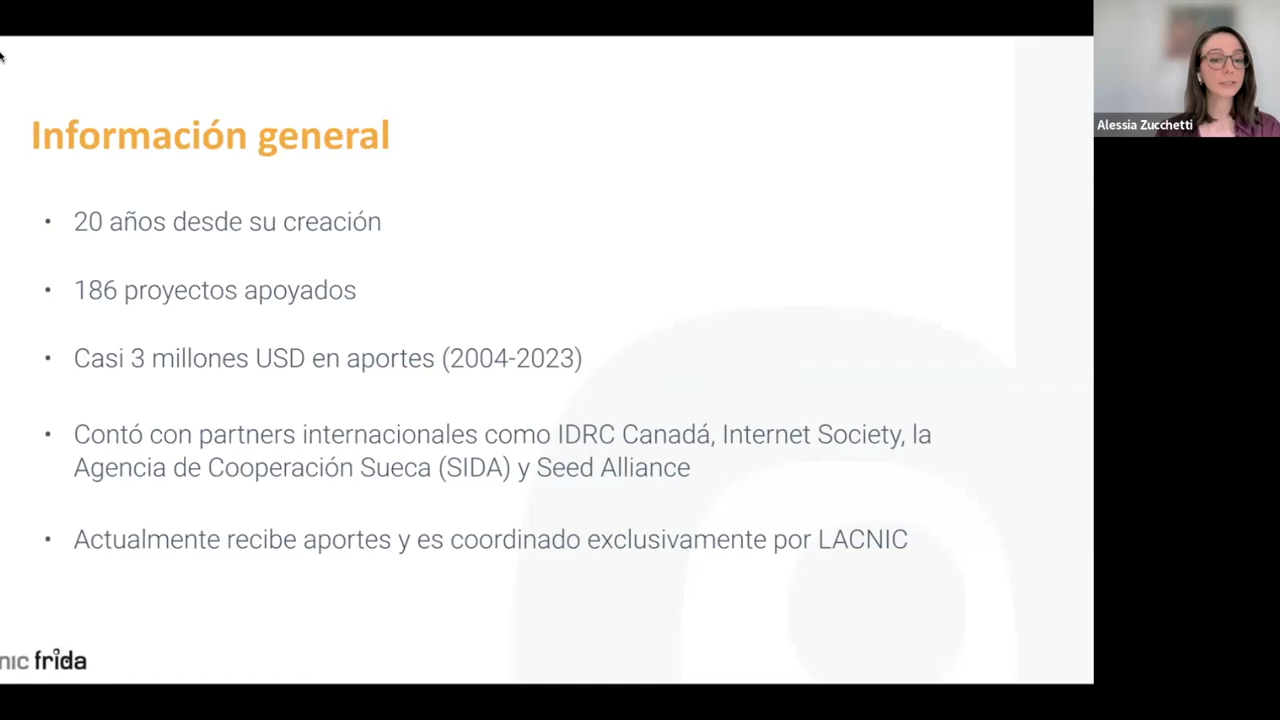 Información general
• 20 años desde su creación
• 186 proyectos apoyados
• Casi 3 millones USD en aportes (2004-2023)
• Contó con partners internacionales como IDRC Canadá, Internet Society, la
Agencia de Cooperación Sueca (SIDA) y Seed Alliance
• Actualmente recibe aportes y es coordinado exclusivamente por LACNIC
nic frida
Alessia Zucchetti